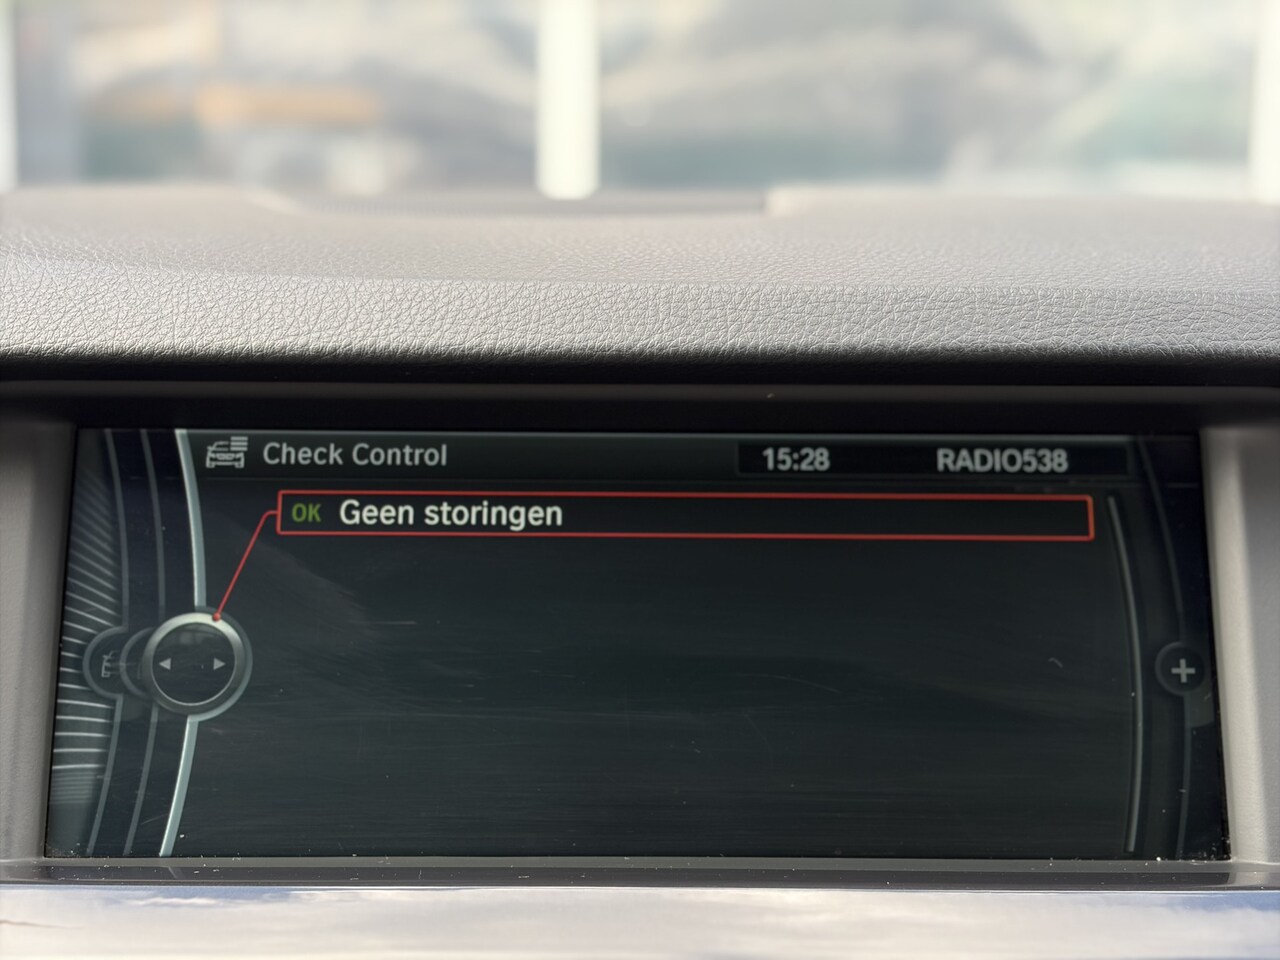 Check Control
15:28
RADIO538
OK Geen storingen